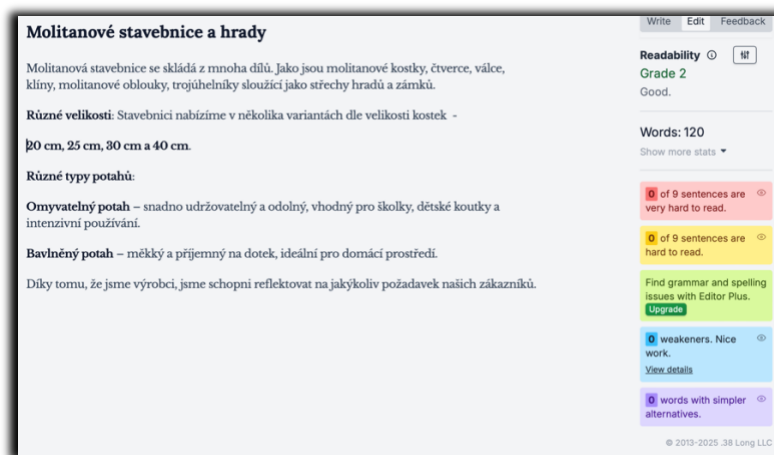 Molitanové stavebnice a hrady
Molitanová stavebnice se skládá z mnoha dílů. Jako jsou molitanové kostky, čtverce, válce,
klíny, molitanové oblouky, trojúhelníky sloužící jako střechy hradů a zámků.
Různé velikosti: Stavebnici nabízíme v několika variantách dle velikosti kostek -
20 cm, 25 cm, 30 cm a 40 cm.
Různé typy potahů:
Omyvatelný potah – snadno udržovatelný a odolný, vhodný pro školky, dětské koutky a
intenzivní používání.
Bavlněný potah – měkký a příjemný na dotek, ideální pro domácí prostředí.
Díky tomu, že jsme výrobci, jsme schopni reflektovat na jakýkoliv požadavek našich zákazníků.
Write Edit Feedback
Readability
Grade 2
Good.
Words: 120
Show more stats
0 of 9 sentences are
very hard to read.
0 of 9 sentences are
hard to read.
Find grammar and spelling
issues with Editor Plus.
Upgrade
0 weakeners. Nice
work.
View details
0 words with simpler
alternatives.
© 2013-2025 .38 Long LLC